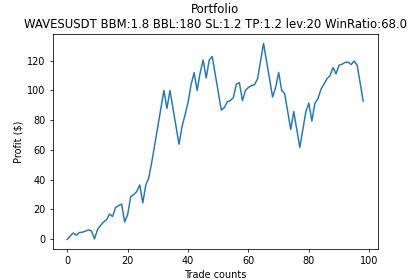 Portfolio
WAVESUSDT BBM:1.8 BBL:180 SL:1.2 TP:1.2 lev:20 WinRatio:68.0
120
100
80
60
40
20
0
Profit ($)
0 20 40 60 80 100
Trade counts